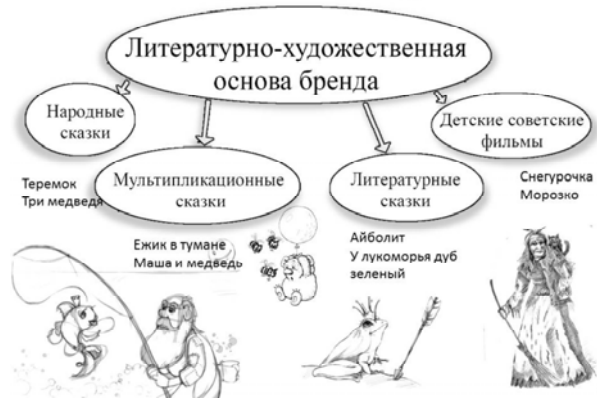 Литературно-художественная
основа бренда
Народные
сказки
Детские советские
фильмы
Теремок
Три медведя
Мультипликационные
сказки
Литературные
сказки
Снегурочка
Морозко
Ежик в тумане
Маша и медведь
Айболит
У лукоморья дуб
зеленый